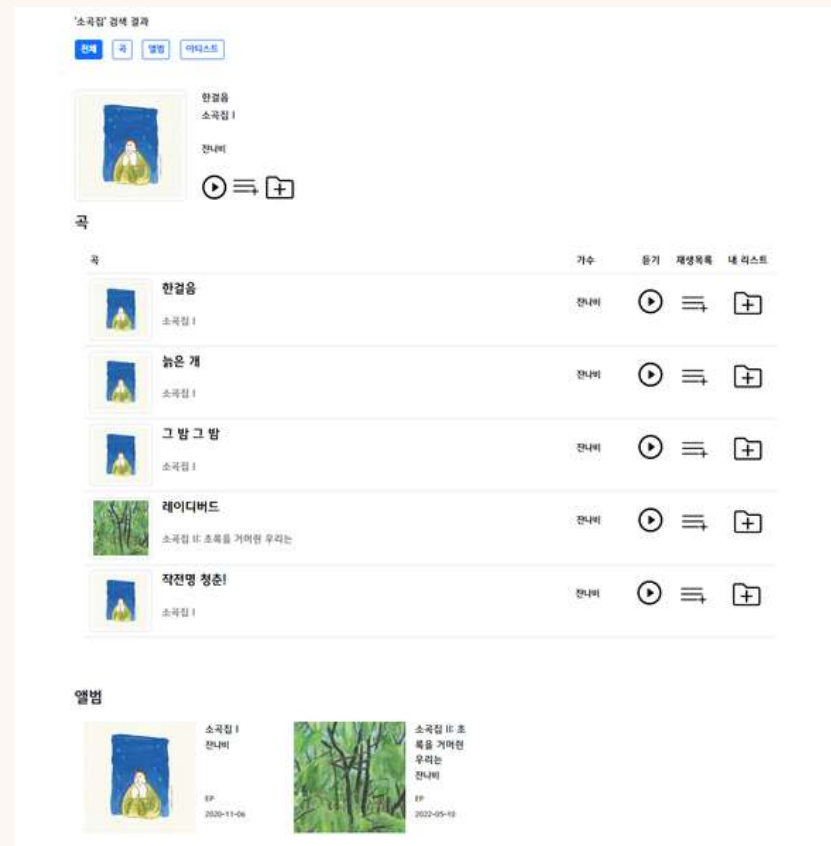 '소곡집' 검색 결과
전체 곡 앨범 아티스트
한걸음
소곡집 I
잔나비
곡
곡 가수 듣기 재생목록 내 리스트
한걸음
소곡집 I
잔나비
늙은 개
소곡집 I
잔나비
그 밤 그 밤
소곡집 I
잔나비
레이디버드
소곡집 II: 초록을 거머쥔 우리는
잔나비
작전명 청춘!
소곡집 I
잔나비
앨범
소곡집 I
잔나비
EP
2020-11-06
소곡집 II: 초
록을 거머쥔
우리는
잔나비
EP
2022-05-10